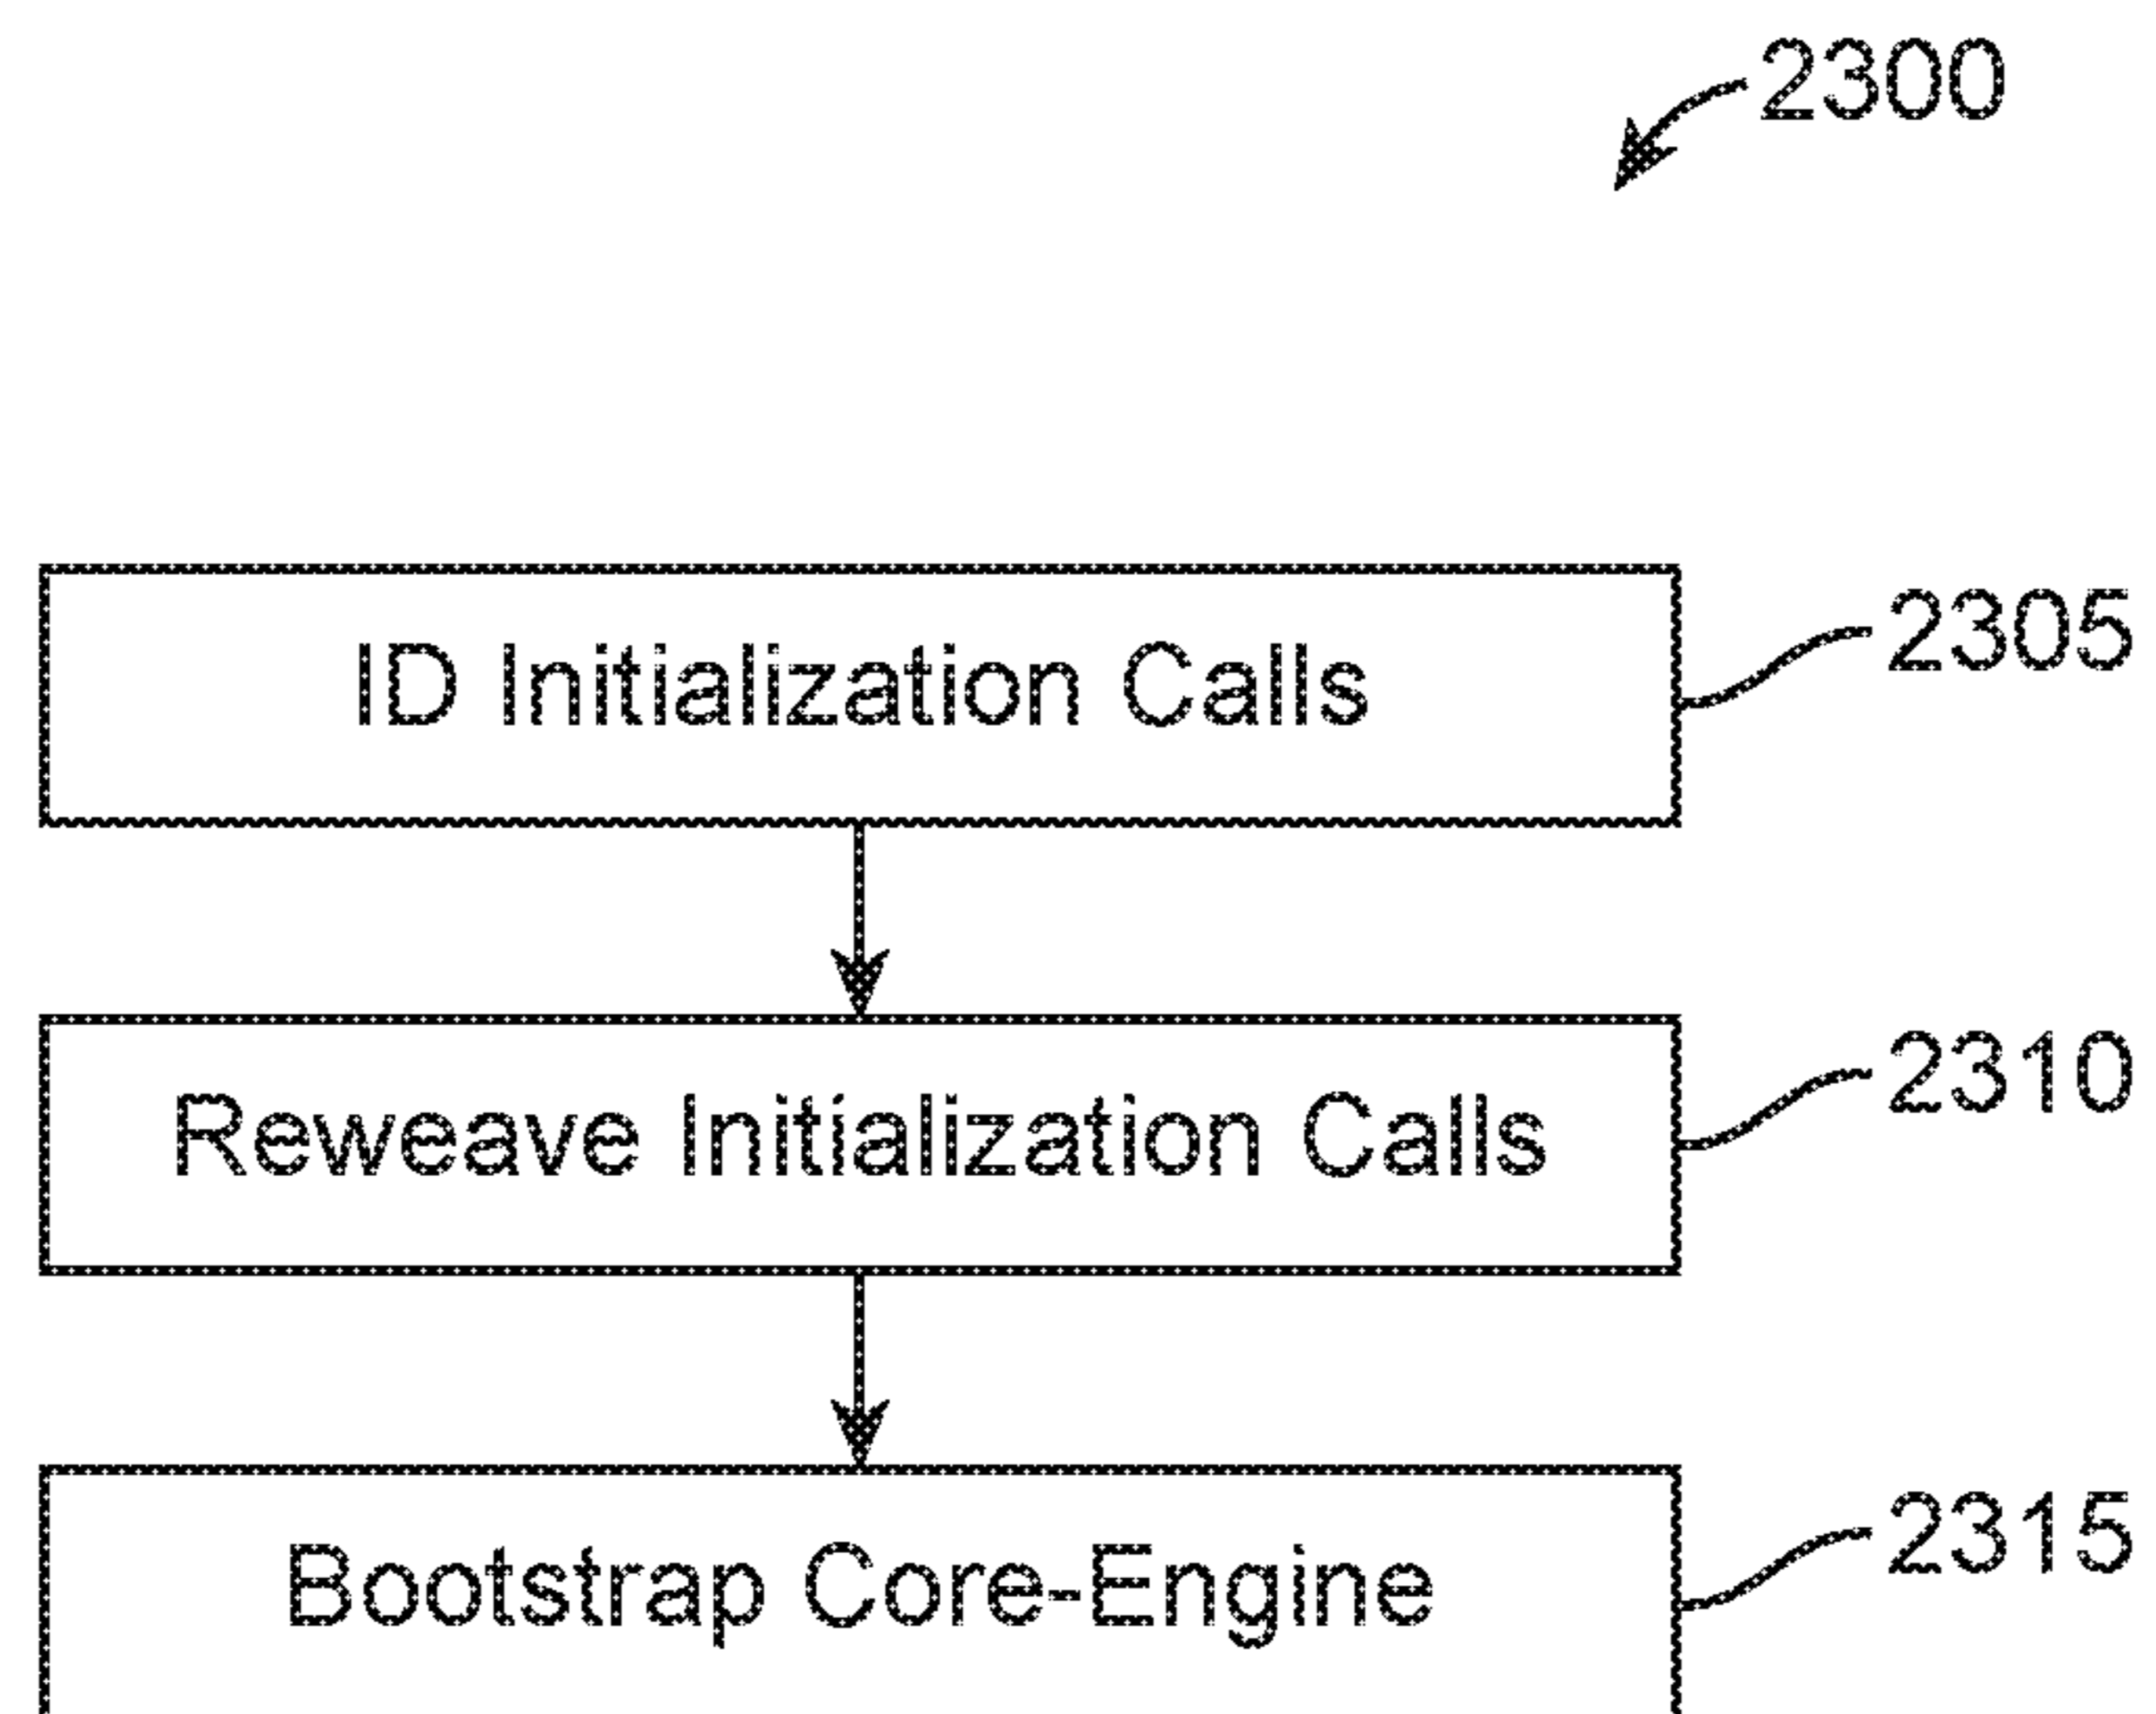 2300
ID Initialization Calls
2305
Reweave Initialization Calls
2310
Bootstrap Core-Engine
2315